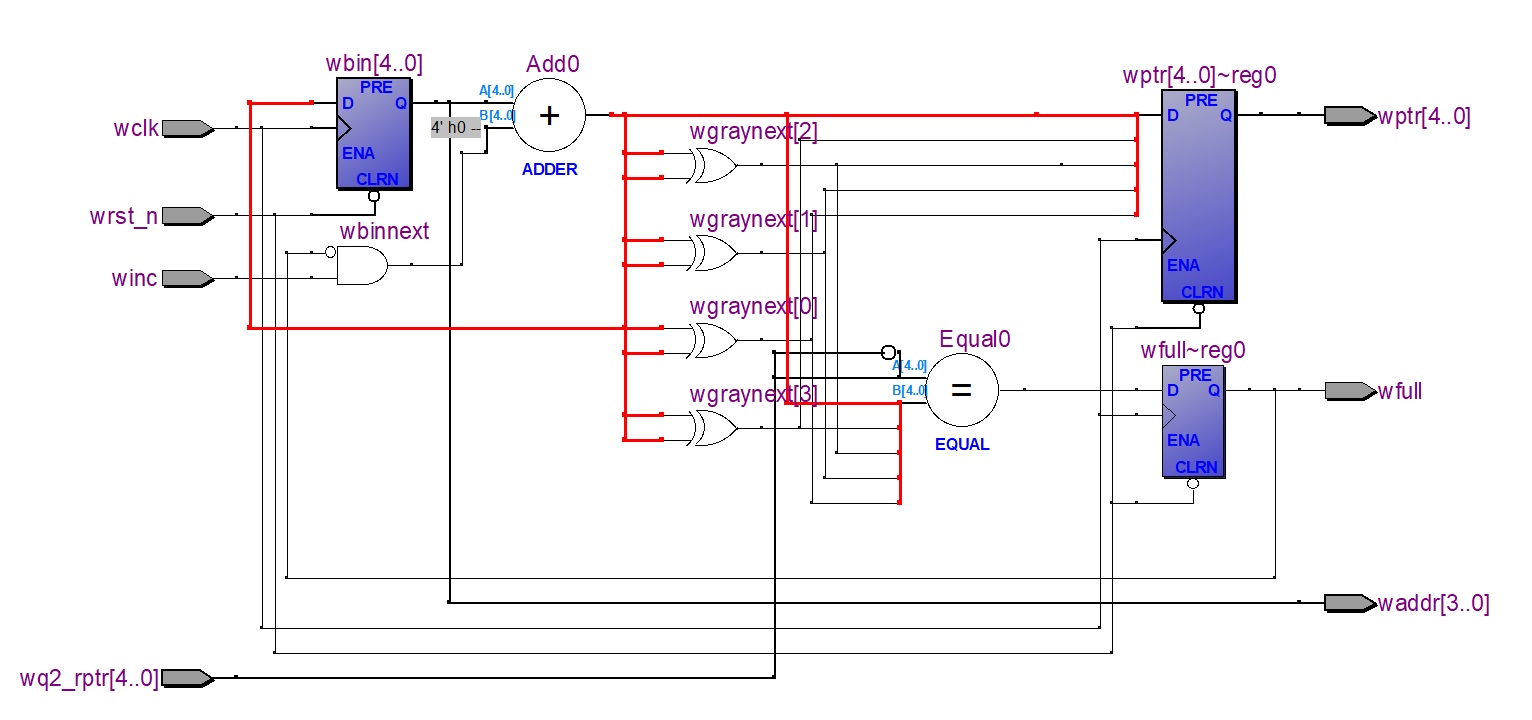 wbin[4..0]
Add0
wptr[4..0]~reg0
PRE
D
Q
ENA
CLRN
wclk
A[4..0]
B[4..0]
4' h0 --
+
ADDER
wgraynext[2]
PRE
D
Q
ENA
CLRN
wptr[4..0]
wrst_n
wbinnext
winc
wgraynext[1]
wgraynext[0]
Equal0
A[4..0]
B[4..0]
=
EQUAL
wgraynext[3]
wfull~reg0
PRE
D
Q
ENA
CLRN
wfull
waddr[3..0]
wq2_rptr[4..0]